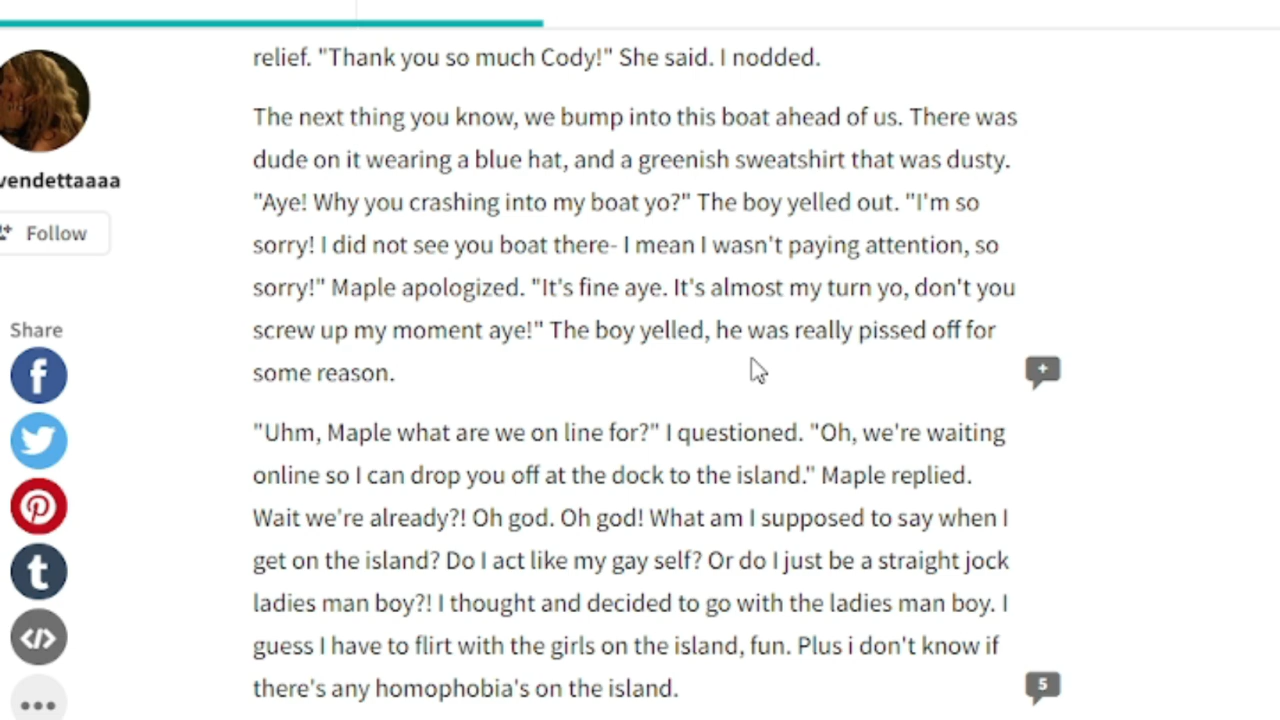 relief. "Thank you so much Cody!" She said. I nodded.
The next thing you know, we bump into this boat ahead of us. There was
dude on it wearing a blue hat, and a greenish sweatshirt that was dusty.
"Aye! Why you crashing into my boat yo?" The boy yelled out. "I'm so
sorry! I did not see you boat there- I mean I wasn't paying attention, so
sorry!" Maple apologized. "It's fine aye. It's almost my turn yo, don't you
screw up my moment aye!" The boy yelled, he was really pissed off for
some reason.
+
"Uhm, Maple what are we on line for?" I questioned. "Oh, we're waiting
online so I can drop you off at the dock to the island." Maple replied.
Wait we're already?! Oh god. Oh god! What am I supposed to say when I
get on the island? Do I act like my gay self? Or do I just be a straight jock
ladies man boy?! I thought and decided to go with the ladies man boy. I
guess I have to flirt with the girls on the island, fun. Plus i don't know if
there's any homophobia's on the island.
5
vendettaaaa
Follow
Share